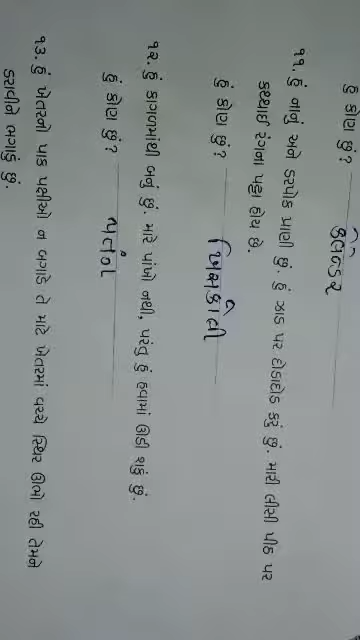 હું કોણ છું?
કલન્ડર
૧૧. હું નાનું અને ડરપોક પ્રાણી છું. હું ઝાડ પર દોડાદોડ કરું છું. મારી લીસી પીઠ પર
કથ્થાઈ રંગના પટ્ટા હોય છે.
હું કોણ છું? ખિસકોલી
૧૨. હું કાગળમાંથી બનું છું. મારે પાંખો નથી, પરંતુ હું હવામાં ઊડી શકું છું.
હું કોણ છું? પતંગ
૧૩. હું ખેતરનો પાક પક્ષીઓ ન બગાડે તે માટે ખેતરમાં વચ્ચે સ્થિર ઊભો રહી તેમને
ડરાવીને ભગાડું છું.